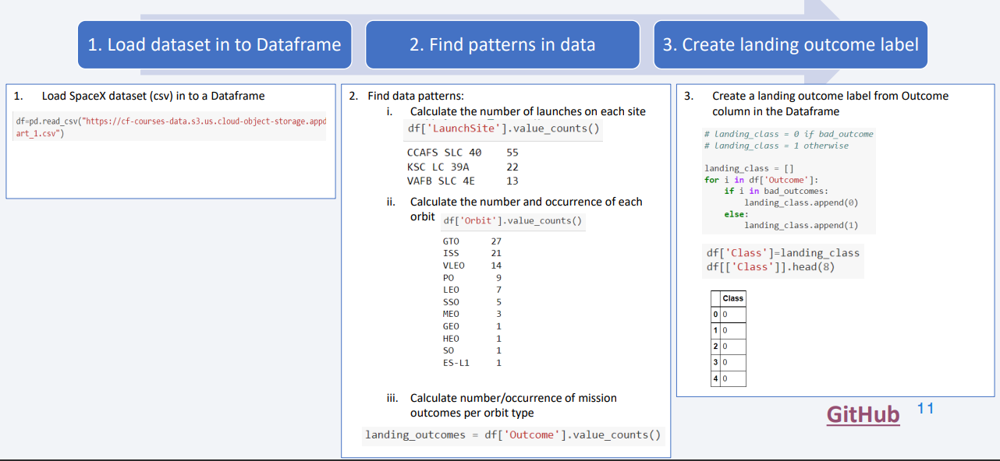 1. Load dataset in to Dataframe
2. Find patterns in data
3. Create landing outcome label
1. Load SpaceX dataset (csv) in to a Dataframe
df=pd.read_csv("https://cf-courses-data.s3.us.cloud-object-storage.appd
art_1.csv")
2. Find data patterns:
i. Calculate the number of launches on each site
df['LaunchSite'].value_counts()
CCAFS SLC 40 55
KSC LC 39A 22
VAFB SLC 4E 13
ii. Calculate the number and occurrence of each
orbit df['Orbit'].value_counts()
GTO 27
ISS 21
VLEO 14
PO 9
LEO 7
SSO 5
MEO 3
GEO 1
HEO 1
SO 1
ES-L1 1
iii. Calculate number/occurrence of mission
outcomes per orbit type
landing_outcomes = df['Outcome'].value_counts()
3. Create a landing outcome label from Outcome
column in the Dataframe
# landing_class = 0 if bad_outcome
# landing_class = 1 otherwise
landing_class = []
for i in df['Outcome']:
if i in bad_outcomes:
landing_class.append(0)
else:
landing_class.append(1)
df['Class']=landing_class
df[['Class']].head(8)
Class
0 0
1 0
2 0
3 0
4 0
GitHub 11